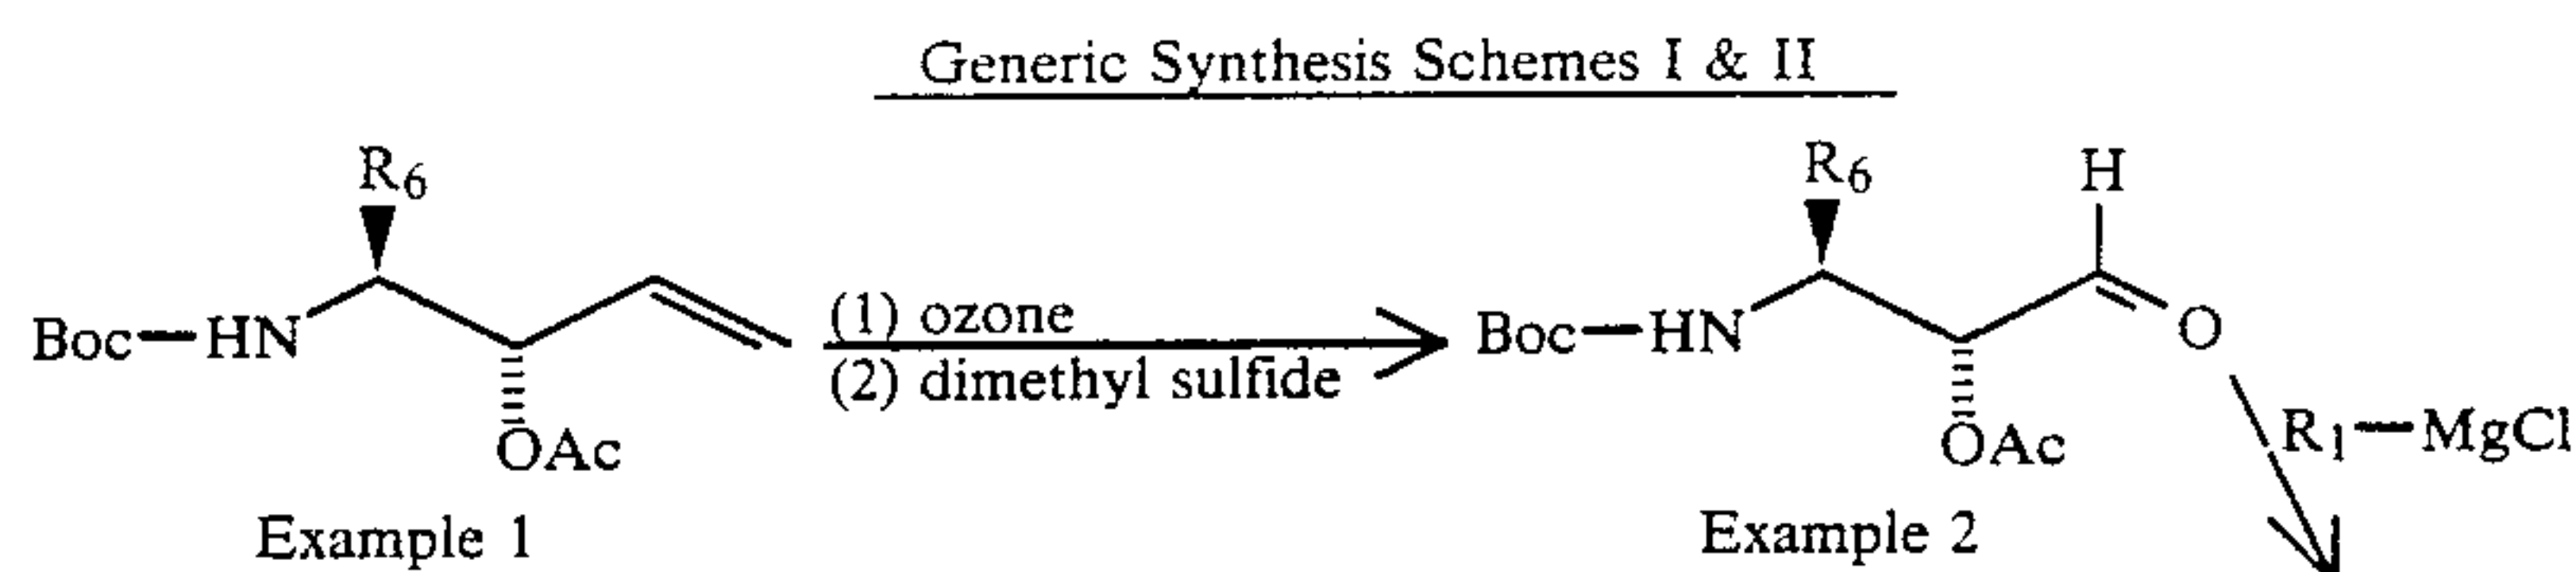 Generic Synthesis Schemes I & II
R6
R6
H
Boc—HN
(1) ozone
(2) dimethyl sulfide
Boc—HN
O
OAc
OAc
R1—MgCl
Example 1
Example 2